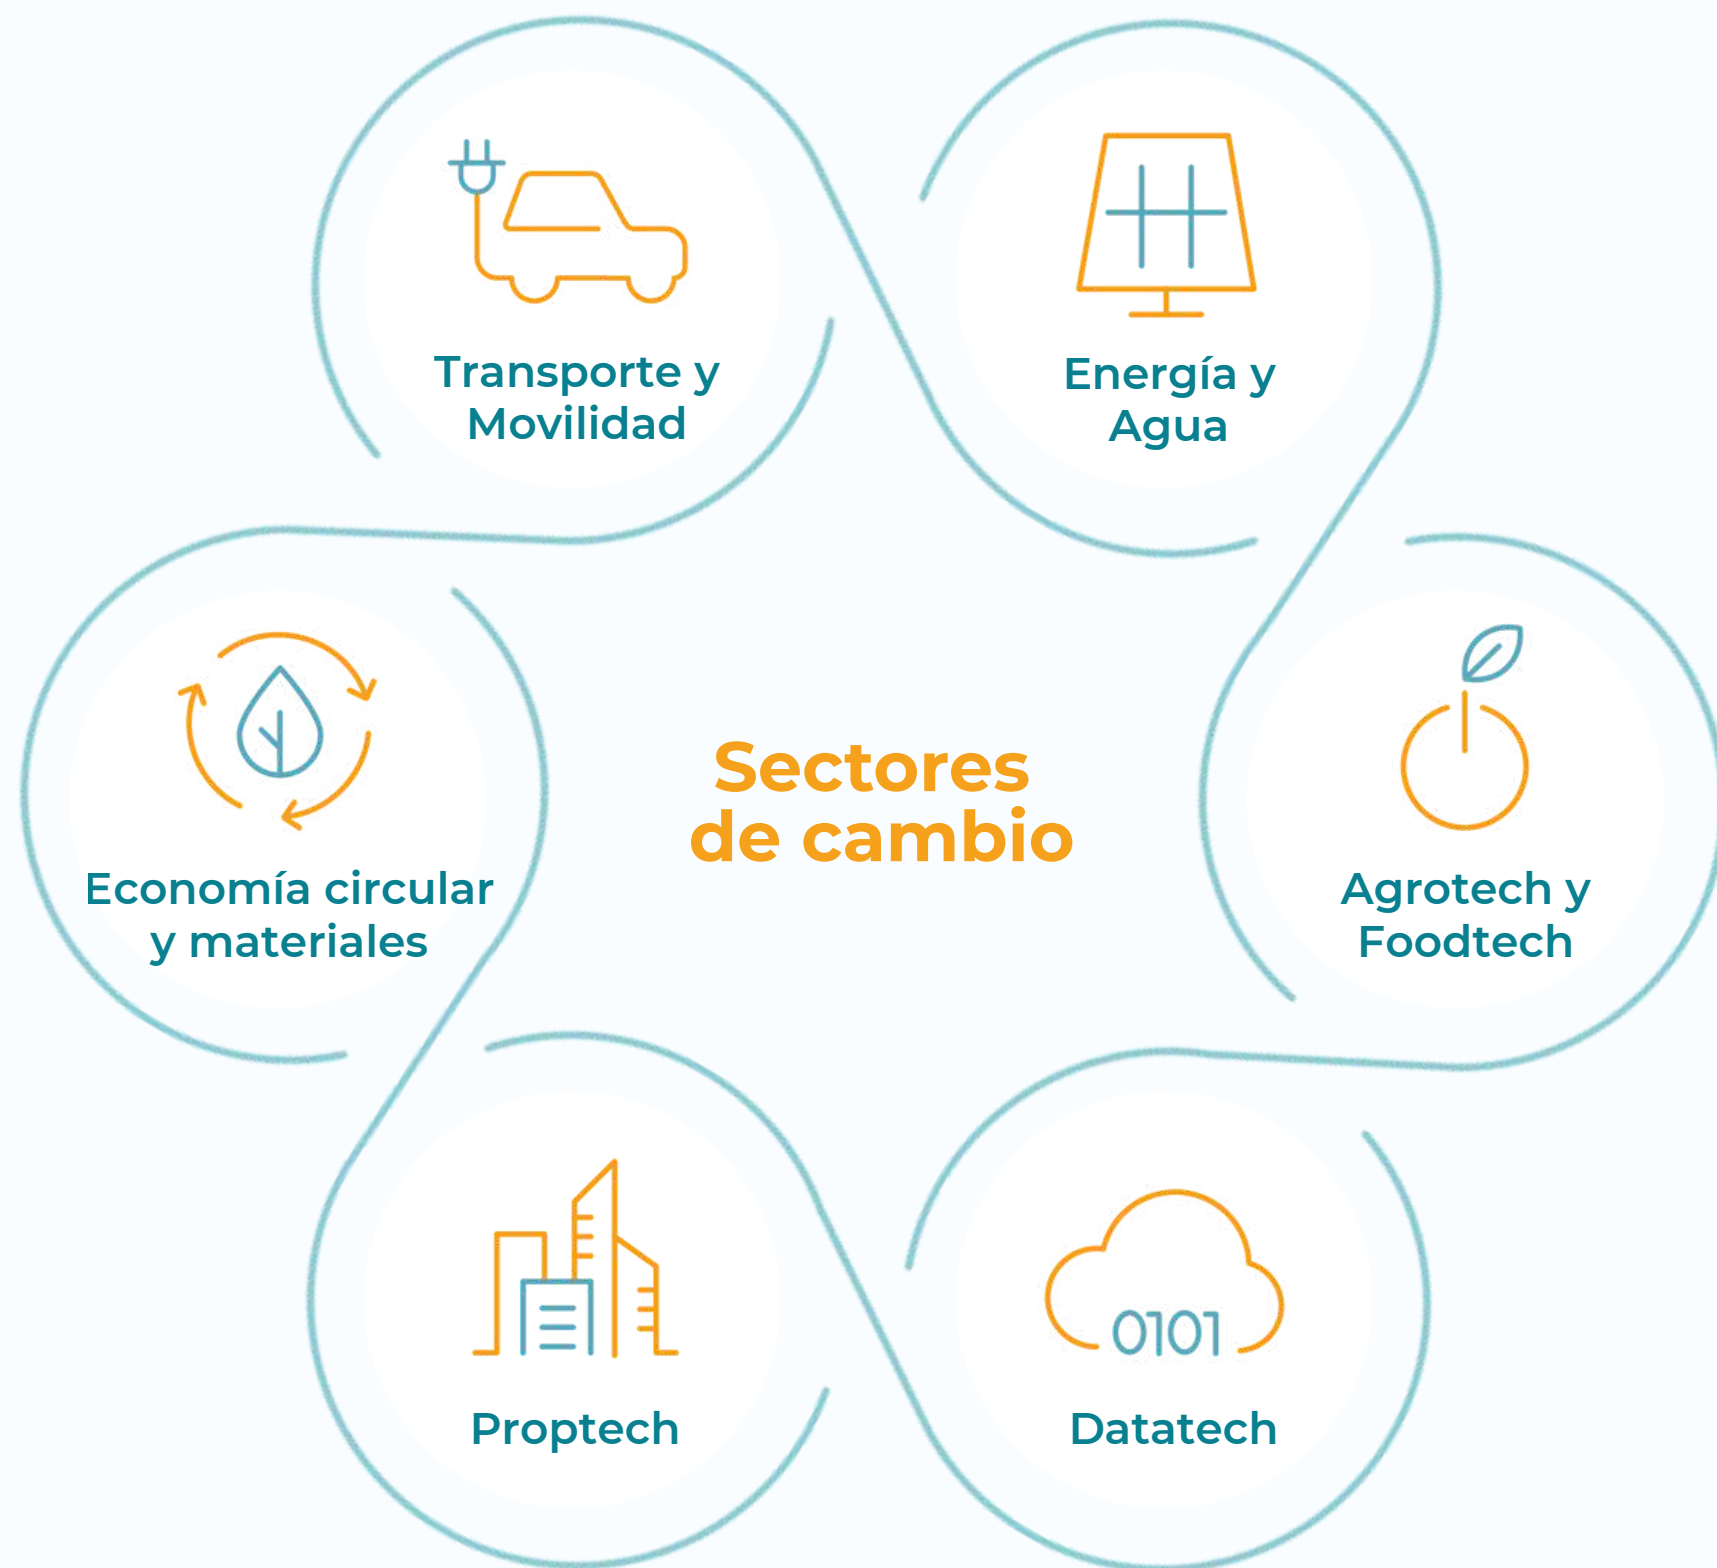 Transporte y
Movilidad
Energía y
Agua
Sectores
de cambio
Economía circular
y materiales
Agrotech y
Foodtech
Proptech
0101
Datatech